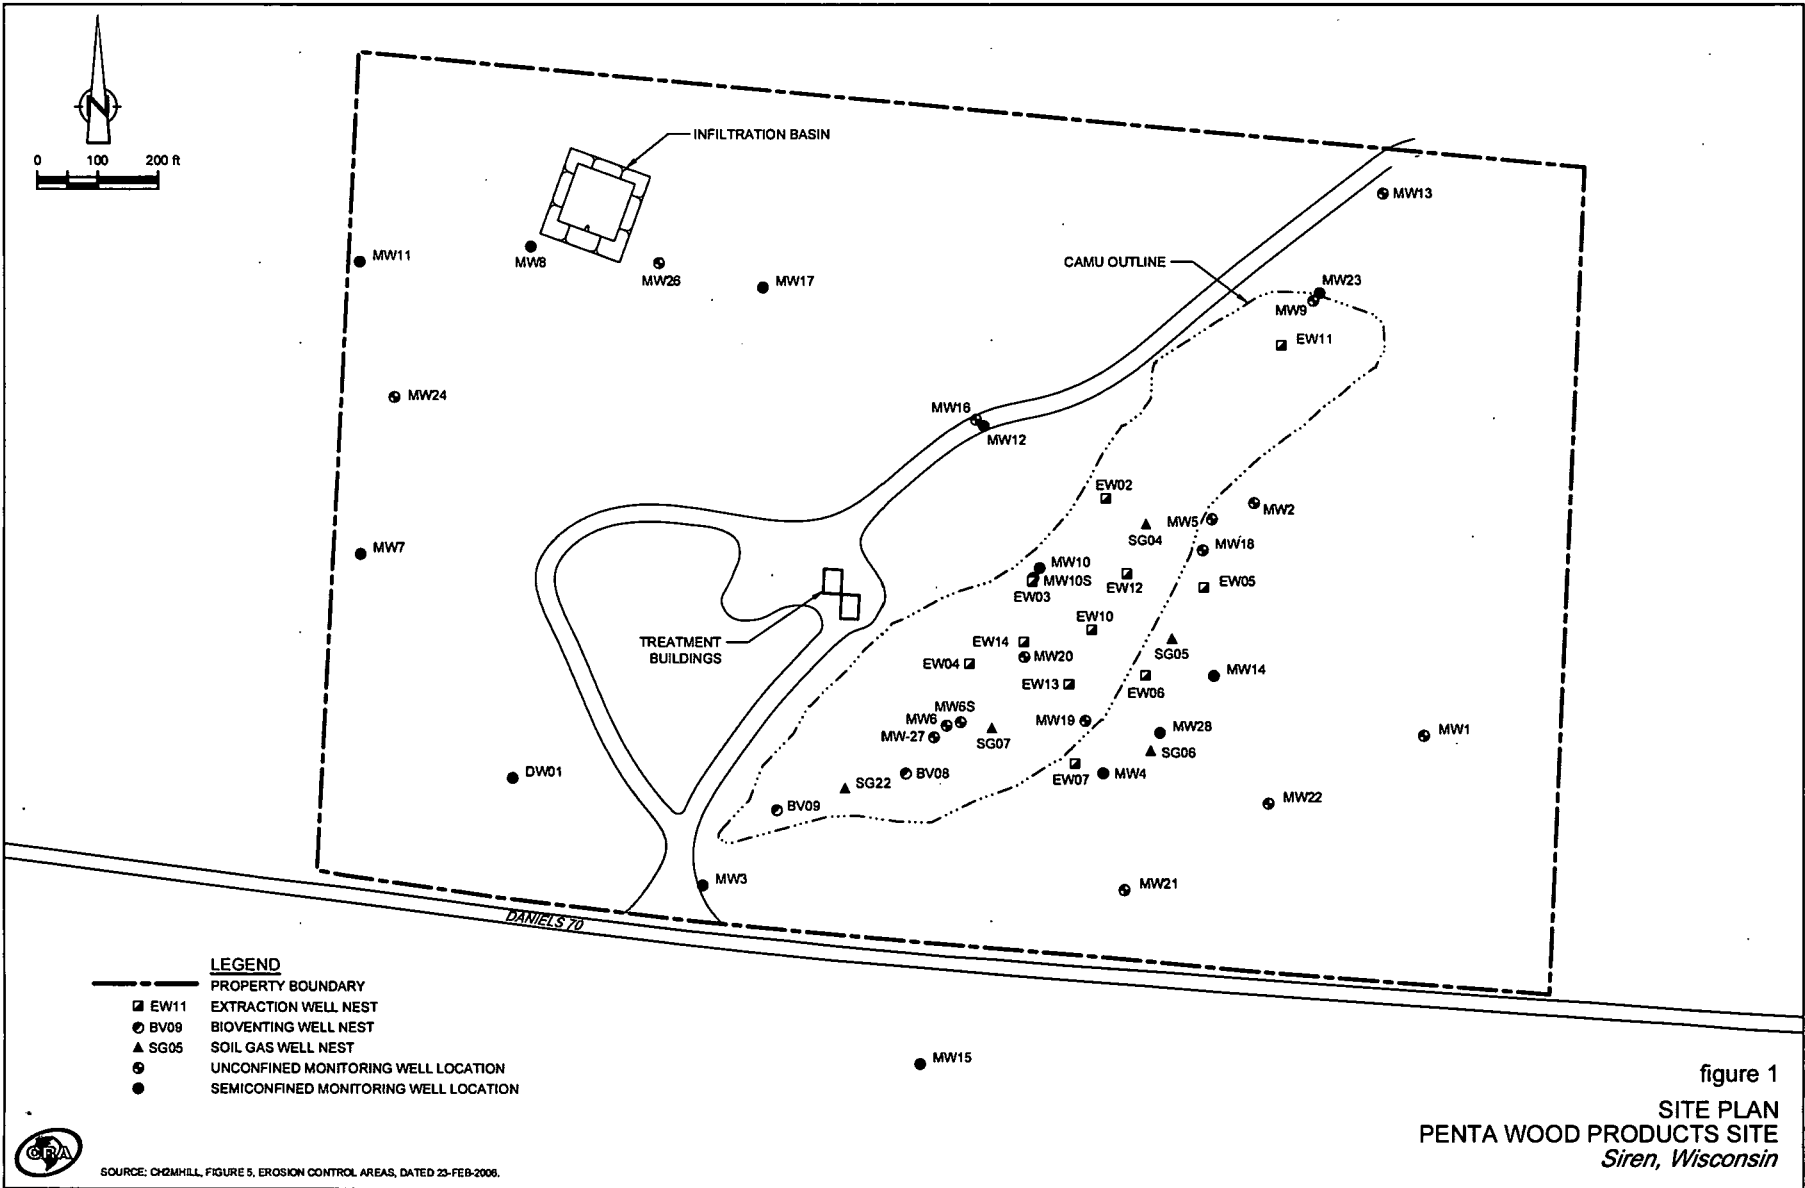 N
0 100 200 ft
INFILTRATION BASIN
MW13
MW11
MW8
MW26
MW17
CAMU OUTLINE
MW23
MW9
EW11
MW24
MW16
MW12
EW02
MW2
MW5
SG04
MW18
MW7
MW10
MW10S
EW03
EW12
EW05
EW10
TREATMENT
BUILDINGS
EW14
MW20
EW04
SG05
EW13
EW06
MW14
MW6S
MW6
MW-27
SG07
MW19
MW28
SG06
MW1
DW01
BV08
SG22
EW07
MW4
BV09
MW22
MW3
MW21
DANIELS 70
MW15
LEGEND
PROPERTY BOUNDARY
EW11 EXTRACTION WELL NEST
BV09 BIOVENTING WELL NEST
SG05 SOIL GAS WELL NEST
UNCONFINED MONITORING WELL LOCATION
SEMICONFINED MONITORING WELL LOCATION
figure 1
SITE PLAN
PENTA WOOD PRODUCTS SITE
Siren, Wisconsin
CRA
SOURCE: CH2MHILL, FIGURE 5, EROSION CONTROL AREAS, DATED 23-FEB-2006.